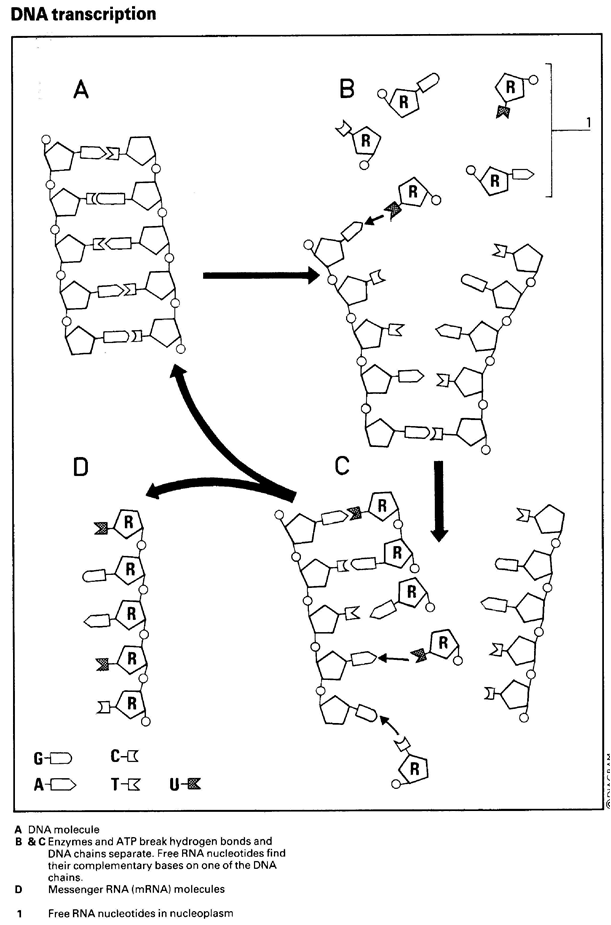 DNA transcription
A
B
R
R
1
R
R
R
D
C
R
R
R
R
R
R
R
R
R
R
G
C
A
T
U
©DIAGRAM
A DNA molecule
B & C Enzymes and ATP break hydrogen bonds and
DNA chains separate. Free RNA nucleotides find
their complementary bases on one of the DNA
chains.
D Messenger RNA (mRNA) molecules
1 Free RNA nucleotides in nucleoplasm